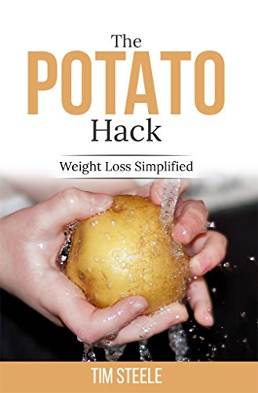 The
POTATO
Hack
Weight Loss Simplified
TIM STEELE